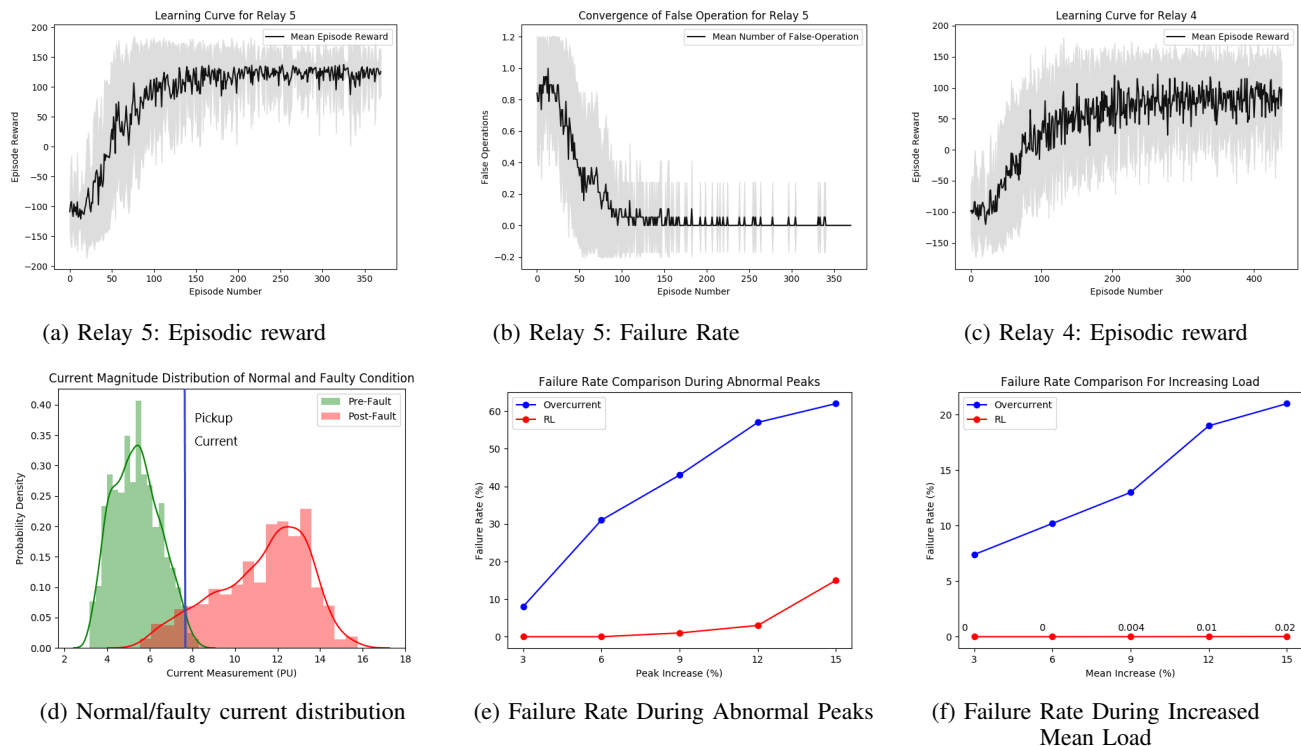 Learning Curve for Relay 5
Mean Episode Reward
Episode Reward
200
150
100
50
0
−50
−100
−150
−200
0 50 100 150 200 250 300 350
Episode Number
(a) Relay 5: Episodic reward
Convergence of False Operation for Relay 5
Mean Number of False-Operation
False Operations
1.2
1.0
0.8
0.6
0.4
0.2
0.0
−0.2
0 50 100 150 200 250 300 350
Episode Number
(b) Relay 5: Failure Rate
Learning Curve for Relay 4
Mean Episode Reward
Episode Reward
200
150
100
50
0
−50
−100
−150
0 100 200 300 400
Episode Number
(c) Relay 4: Episodic reward
Current Magnitude Distribution of Normal and Faulty Condition
Pre-Fault
Post-Fault
Pickup
Current
Probability Density
0.40
0.35
0.30
0.25
0.20
0.15
0.10
0.05
0.00
2 4 6 8 10 12 14 16 18
Current Measurement (PU)
(d) Normal/faulty current distribution
Failure Rate Comparison During Abnormal Peaks
Overcurrent
RL
Failure Rate (%)
60
50
40
30
20
10
0
3 6 9 12 15
Peak Increase (%)
(e) Failure Rate During Abnormal Peaks
Failure Rate Comparison For Increasing Load
Overcurrent
RL
Failure Rate (%)
20
15
10
5
0
0 0 0.004 0.01 0.02
3 6 9 12 15
Mean Increase (%)
(f) Failure Rate During Increased
Mean Load